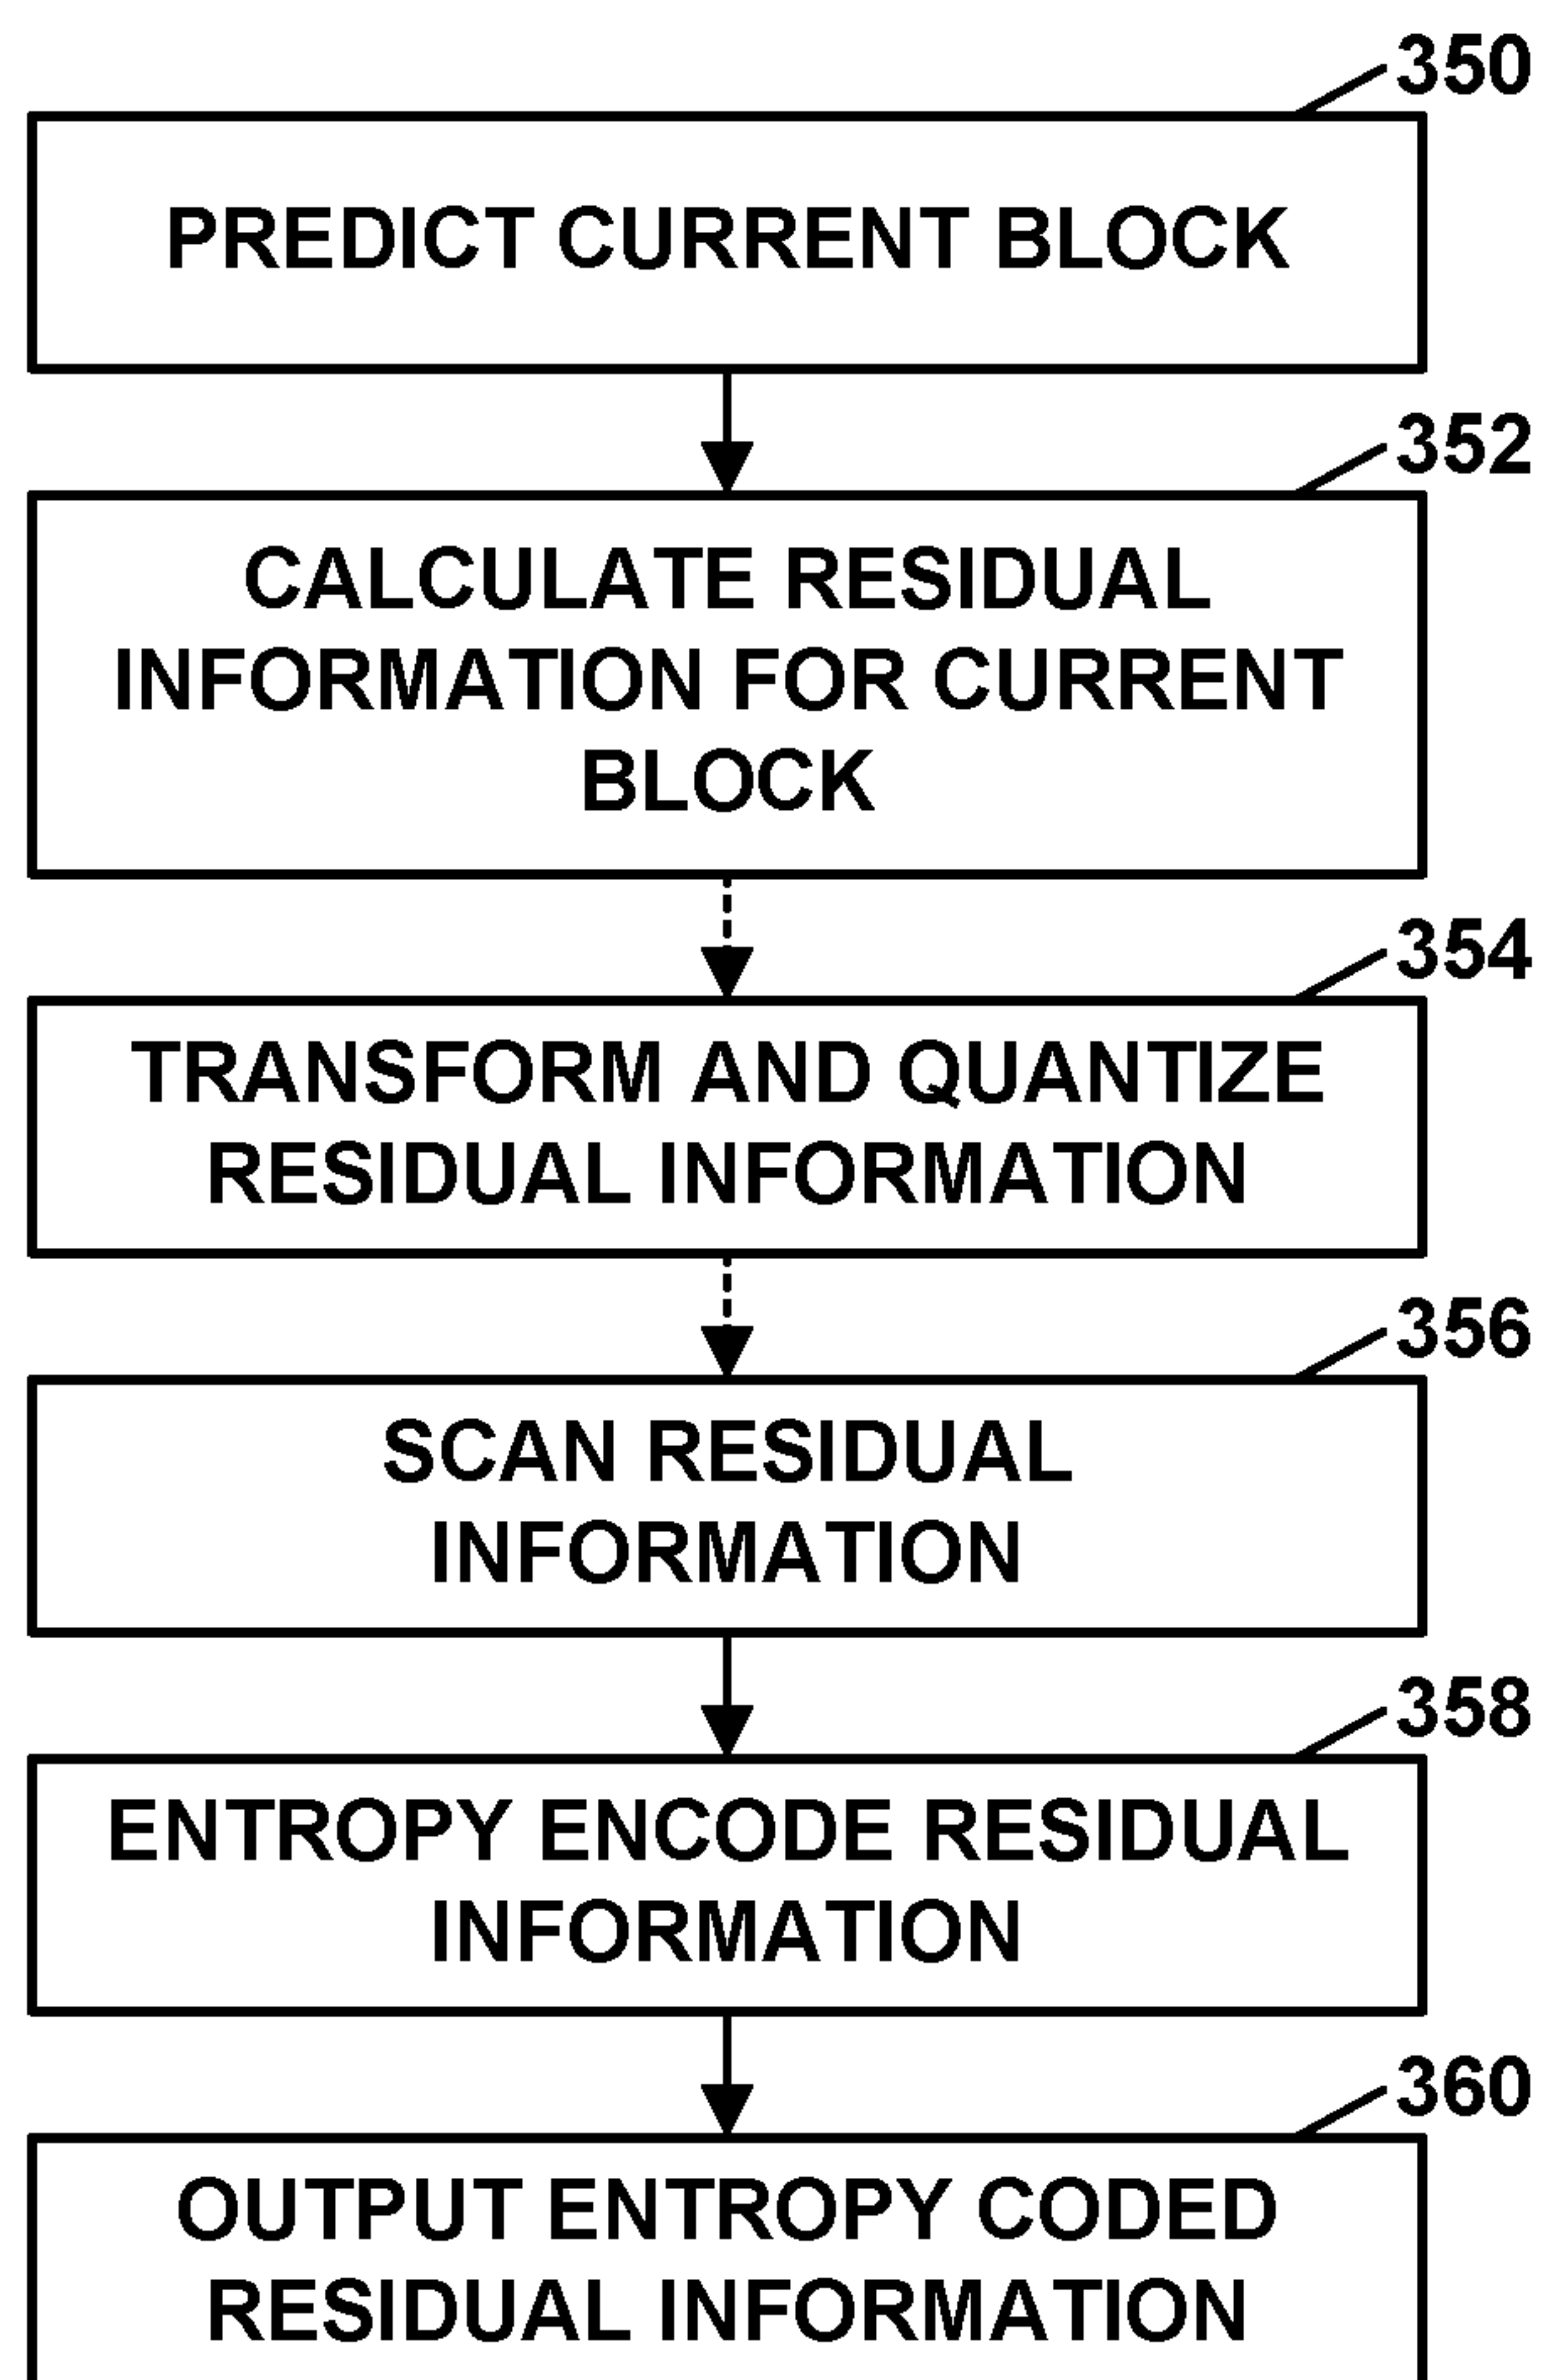 350
PREDICT CURRENT BLOCK
352
CALCULATE RESIDUAL
INFORMATION FOR CURRENT
BLOCK
354
TRANSFORM AND QUANTIZE
RESIDUAL INFORMATION
356
SCAN RESIDUAL
INFORMATION
358
ENTROPY ENCODE RESIDUAL
INFORMATION
360
OUTPUT ENTROPY CODED
RESIDUAL INFORMATION